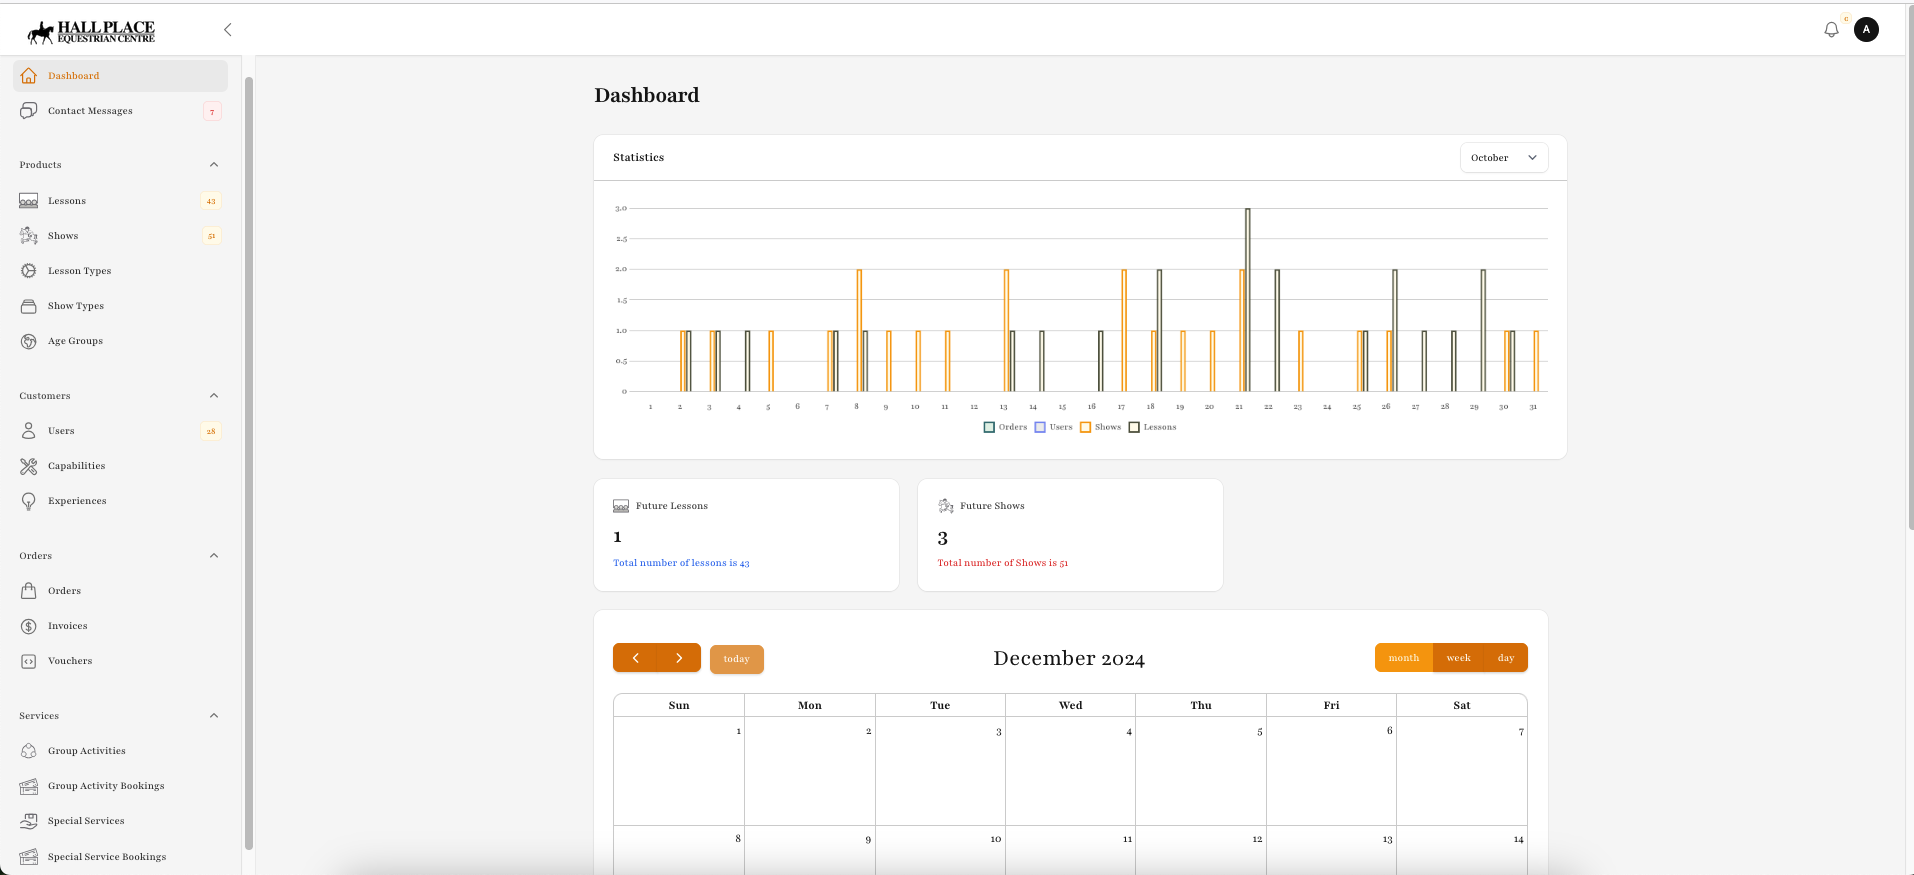 HALL PLACE
EQUESTRIAN CENTRE
0
A
Dashboard
Contact Messages 7
Products
Lessons 43
Shows 51
Lesson Types
Show Types
Age Groups
Customers
Users 28
Capabilities
Experiences
Orders
Orders
Invoices
Vouchers
Services
Group Activities
Group Activity Bookings
Special Services
Special Service Bookings
Dashboard
Statistics October
3.0
2.5
2.0
1.5
1.0
0.5
0
1 2 3 4 5 6 7 8 9 10 11 12 13 14 15 16 17 18 19 20 21 22 23 24 25 26 27 28 29 30 31
Orders Users Shows Lessons
Future Lessons
1
Total number of lessons is 43
Future Shows
3
Total number of Shows is 51
today December 2024 month week day
Sun Mon Tue Wed Thu Fri Sat
1 2 3 4 5 6 7
8 9 10 11 12 13 14